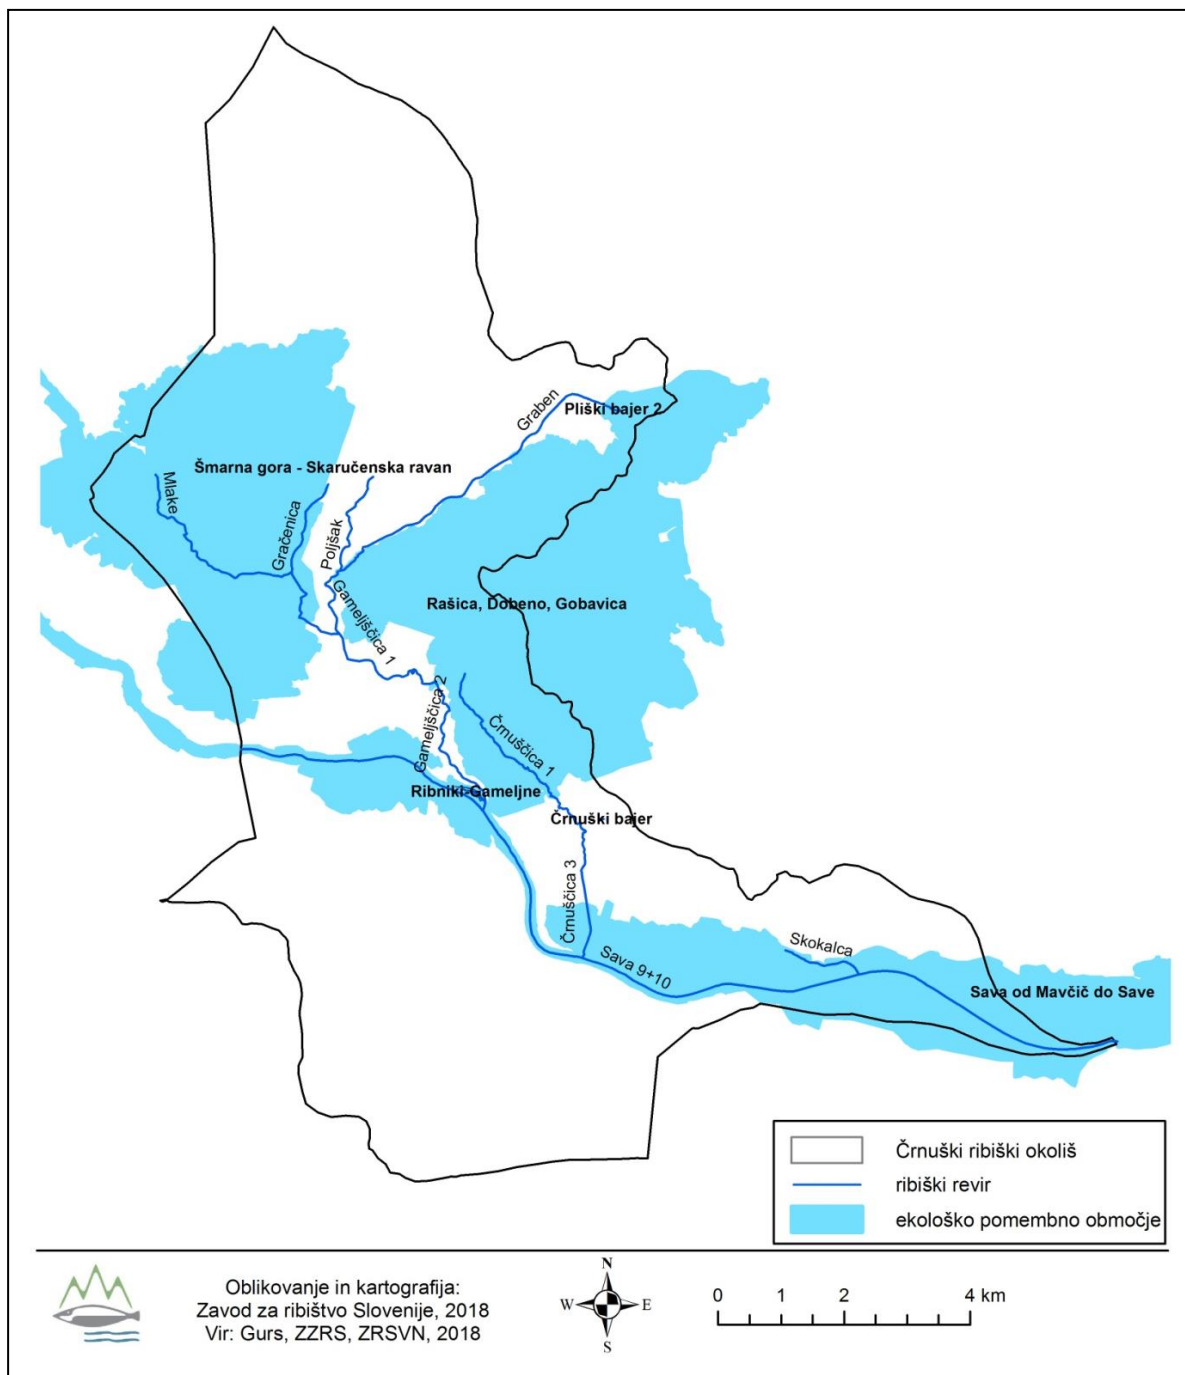 Graben
Pliški bajer 2
Šmarna gora - Skaručenska ravan
Mlake
Gračenica
Poljšak
Gameljščica 1
Rašica, Dobeno, Gobavica
Gameljščica 2
Črnuščica 1
Ribniki-Gameljne
Črnuški bajer
Črnuščica 3
Skokalca
Sava 9+10
Sava od Mavčič do Save
Črnuški ribiški okoliš
ribiški revir
ekološko pomembno območje
Oblikovanje in kartografija:
Zavod za ribištvo Slovenije, 2018
Vir: Gurs, ZZRS, ZRSVN, 2018
N
W E
S
0 1 2 4 km